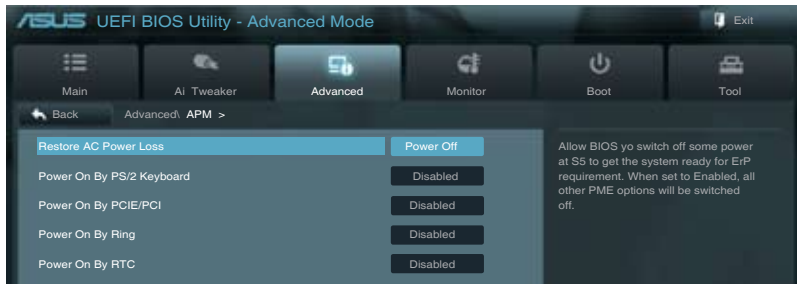 ASUS UEFI BIOS Utility - Advanced Mode
Exit
Main
Ai Tweaker
Advanced
Monitor
Boot
Tool
Back
Advanced\ APM >
Restore AC Power Loss
Power Off
Power On By PS/2 Keyboard
Disabled
Power On By PCIE/PCI
Disabled
Power On By Ring
Disabled
Power On By RTC
Disabled
Allow BIOS yo switch off some power
at S5 to get the system ready for ErP
requirement. When set to Enabled, all
other PME options will be switched
off.